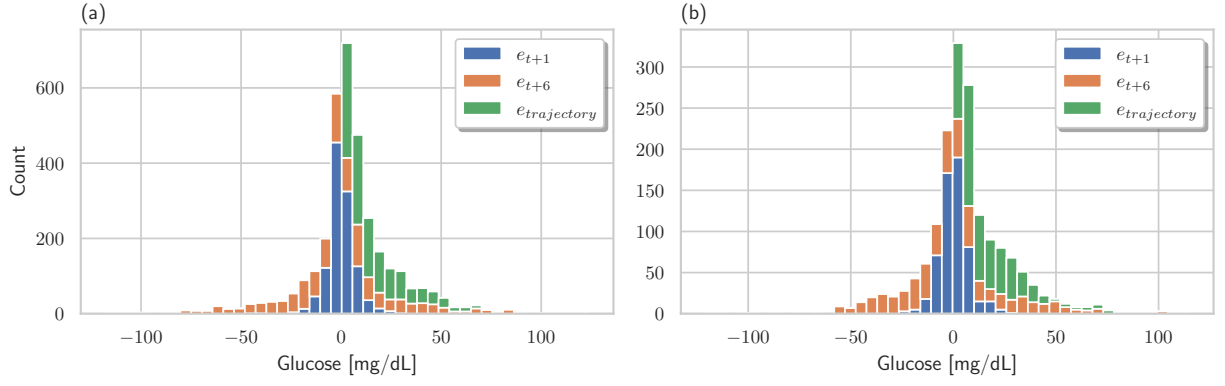 (a)
Count
600
400
200
0
−100
−50
0
50
100
Glucose [mg/dL]
e_{t+1}
e_{t+6}
e_{trajectory}
(b)
300
250
200
150
100
50
0
−100
−50
0
50
100
Glucose [mg/dL]
e_{t+1}
e_{t+6}
e_{trajectory}